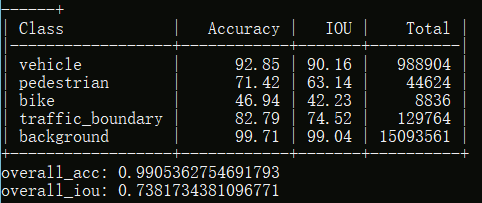 ------+
| Class | Accuracy | IOU | Total |
|------------------+-----------+-------+----------|
| vehicle | 92.85 | 90.16 | 988904 |
| pedestrian | 71.42 | 63.14 | 44624 |
| bike | 46.94 | 42.23 | 8836 |
| traffic_boundary | 82.79 | 74.52 | 129764 |
| background | 99.71 | 99.04 | 15093561 |
+------------------+-----------+-------+----------+
overall_acc: 0.9905362754691793
overall_iou: 0.7381734381096771